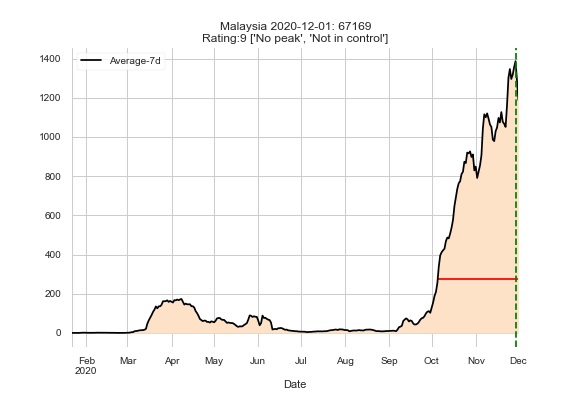 Malaysia 2020-12-01: 67169
Rating:9 ['No peak', 'Not in control']
Average-7d
1400
1200
1000
800
600
400
200
0
Feb Mar Apr May Jun Jul Aug Sep Oct Nov Dec
2020
Date